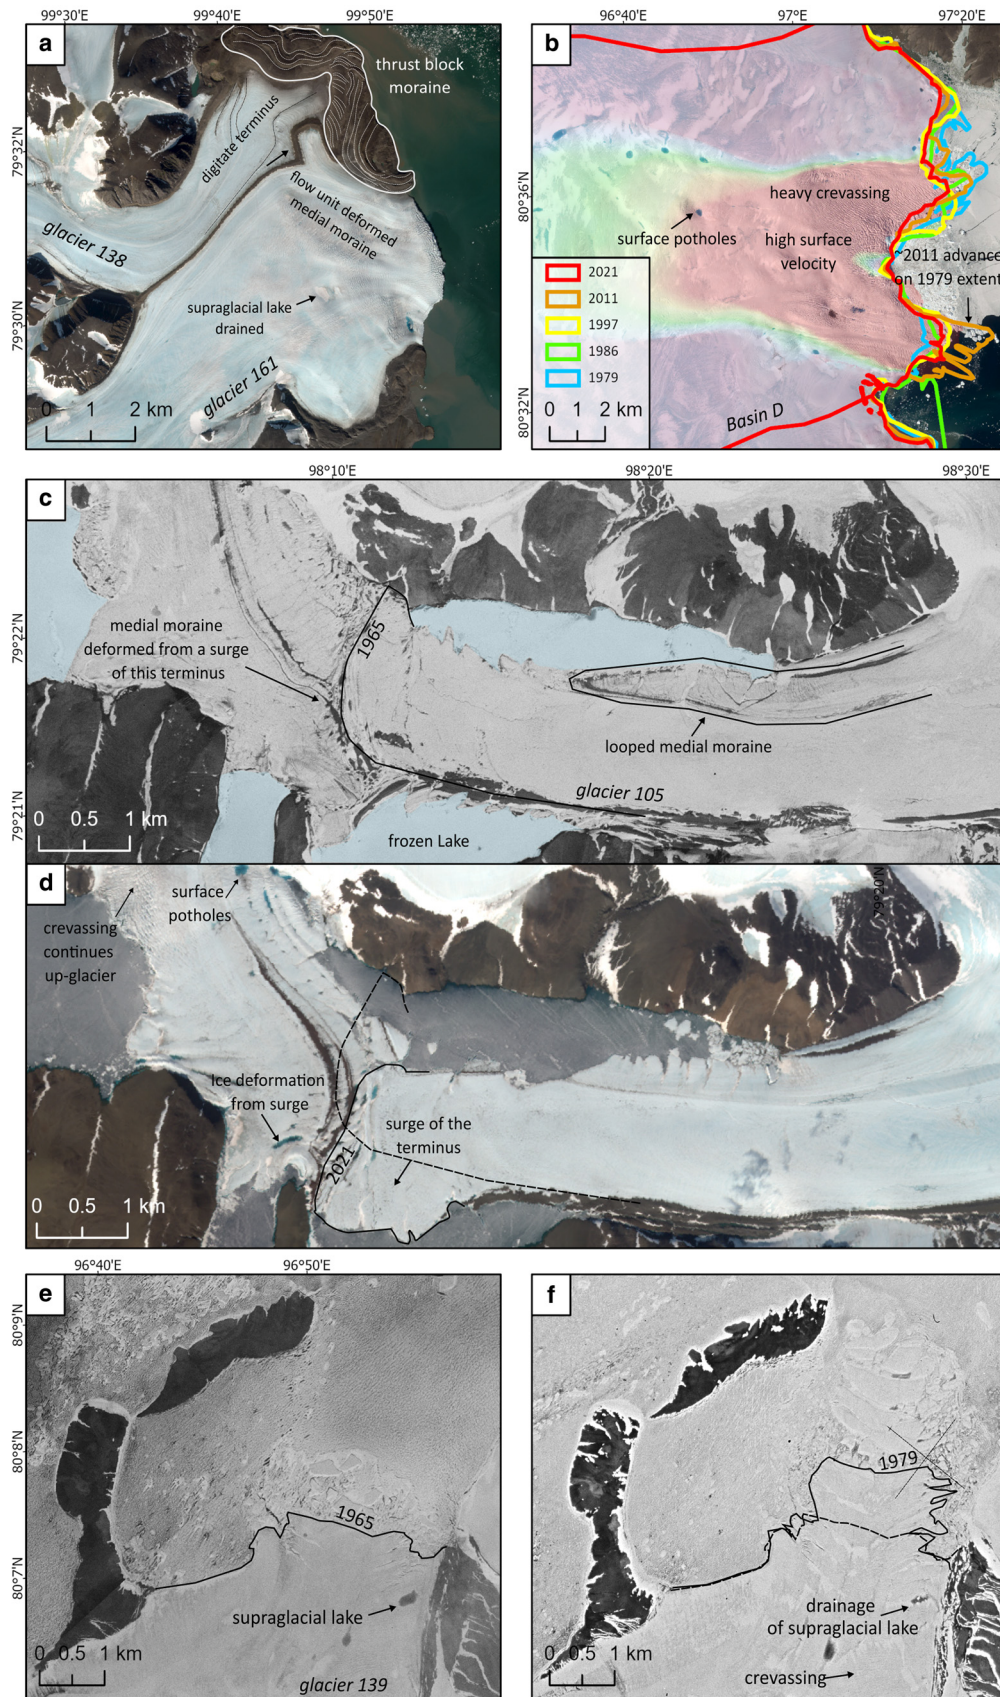 99°30'E
99°40'E
99°50'E
a
79°32'N
79°30'N
thrust block
moraine
digitate terminus
flow unit deformed
medial moraine
glacier 138
supraglacial lake
drained
glacier 161
0 1 2 km
96°40'E
97°E
97°20'E
b
80°36'N
80°32'N
heavy crevassing
surface potholes
high surface
velocity
~2011 advance
on 1979 extent
2021
2011
1997
1986
1979
0 1 2 km
Basin D
98°10'E
98°20'E
98°30'E
c
79°22'N
79°21'N
medial moraine
deformed from a surge
of this terminus
1965
looped medial moraine
glacier 105
frozen Lake
0 0.5 1 km
d
surface
potholes
crevassing
continues
up-glacier
Ice deformation
from surge
surge of the
terminus
2021
0 0.5 1 km
96°40'E
96°50'E
e
80°9'N
80°8'N
80°7'N
1965
supraglacial lake
0 0.5 1 km
glacier 139
f
1979
drainage
of supraglacial lake
crevassing
0 0.5 1 km